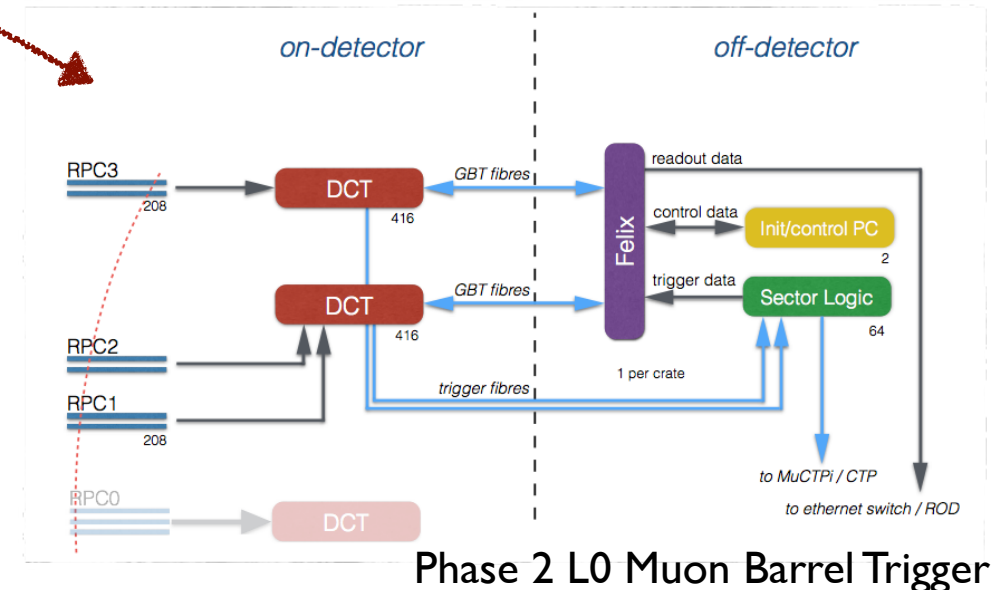 on-detector
off-detector
RPC3
208
DCT
416
GBT fibres
readout data
control data
Felix
Init/control PC
2
trigger data
Sector Logic
64
DCT
416
GBT fibres
RPC2
RPC1
208
1 per crate
trigger fibres
to MuCTPi / CTP
to ethernet switch / ROD
RPC0
DCT
Phase 2 L0 Muon Barrel Trigger